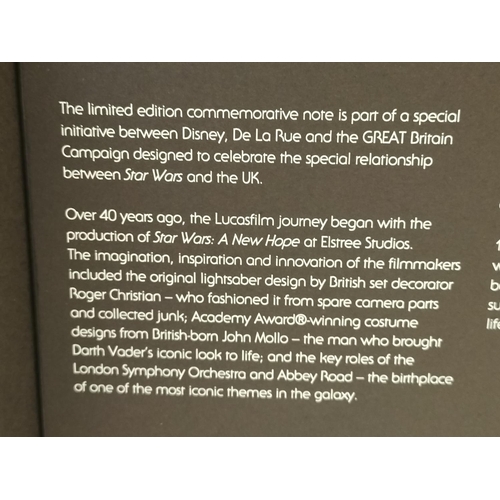 The limited edition commemorative note is part of a special
initiative between Disney, De La Rue and the GREAT Britain
Campaign designed to celebrate the special relationship
between Star Wars and the UK.
Over 40 years ago, the Lucasfilm journey began with the
production of Star Wars: A New Hope at Elstree Studios.
The imagination, inspiration and innovation of the filmmakers
included the original lightsaber design by British set decorator
Roger Christian – who fashioned it from spare camera parts
and collected junk; Academy Award®-winning costume
designs from British-born John Mollo – the man who brought
Darth Vader's iconic look to life; and the key roles of the
London Symphony Orchestra and Abbey Road – the birthplace
of one of the most iconic themes in the galaxy.